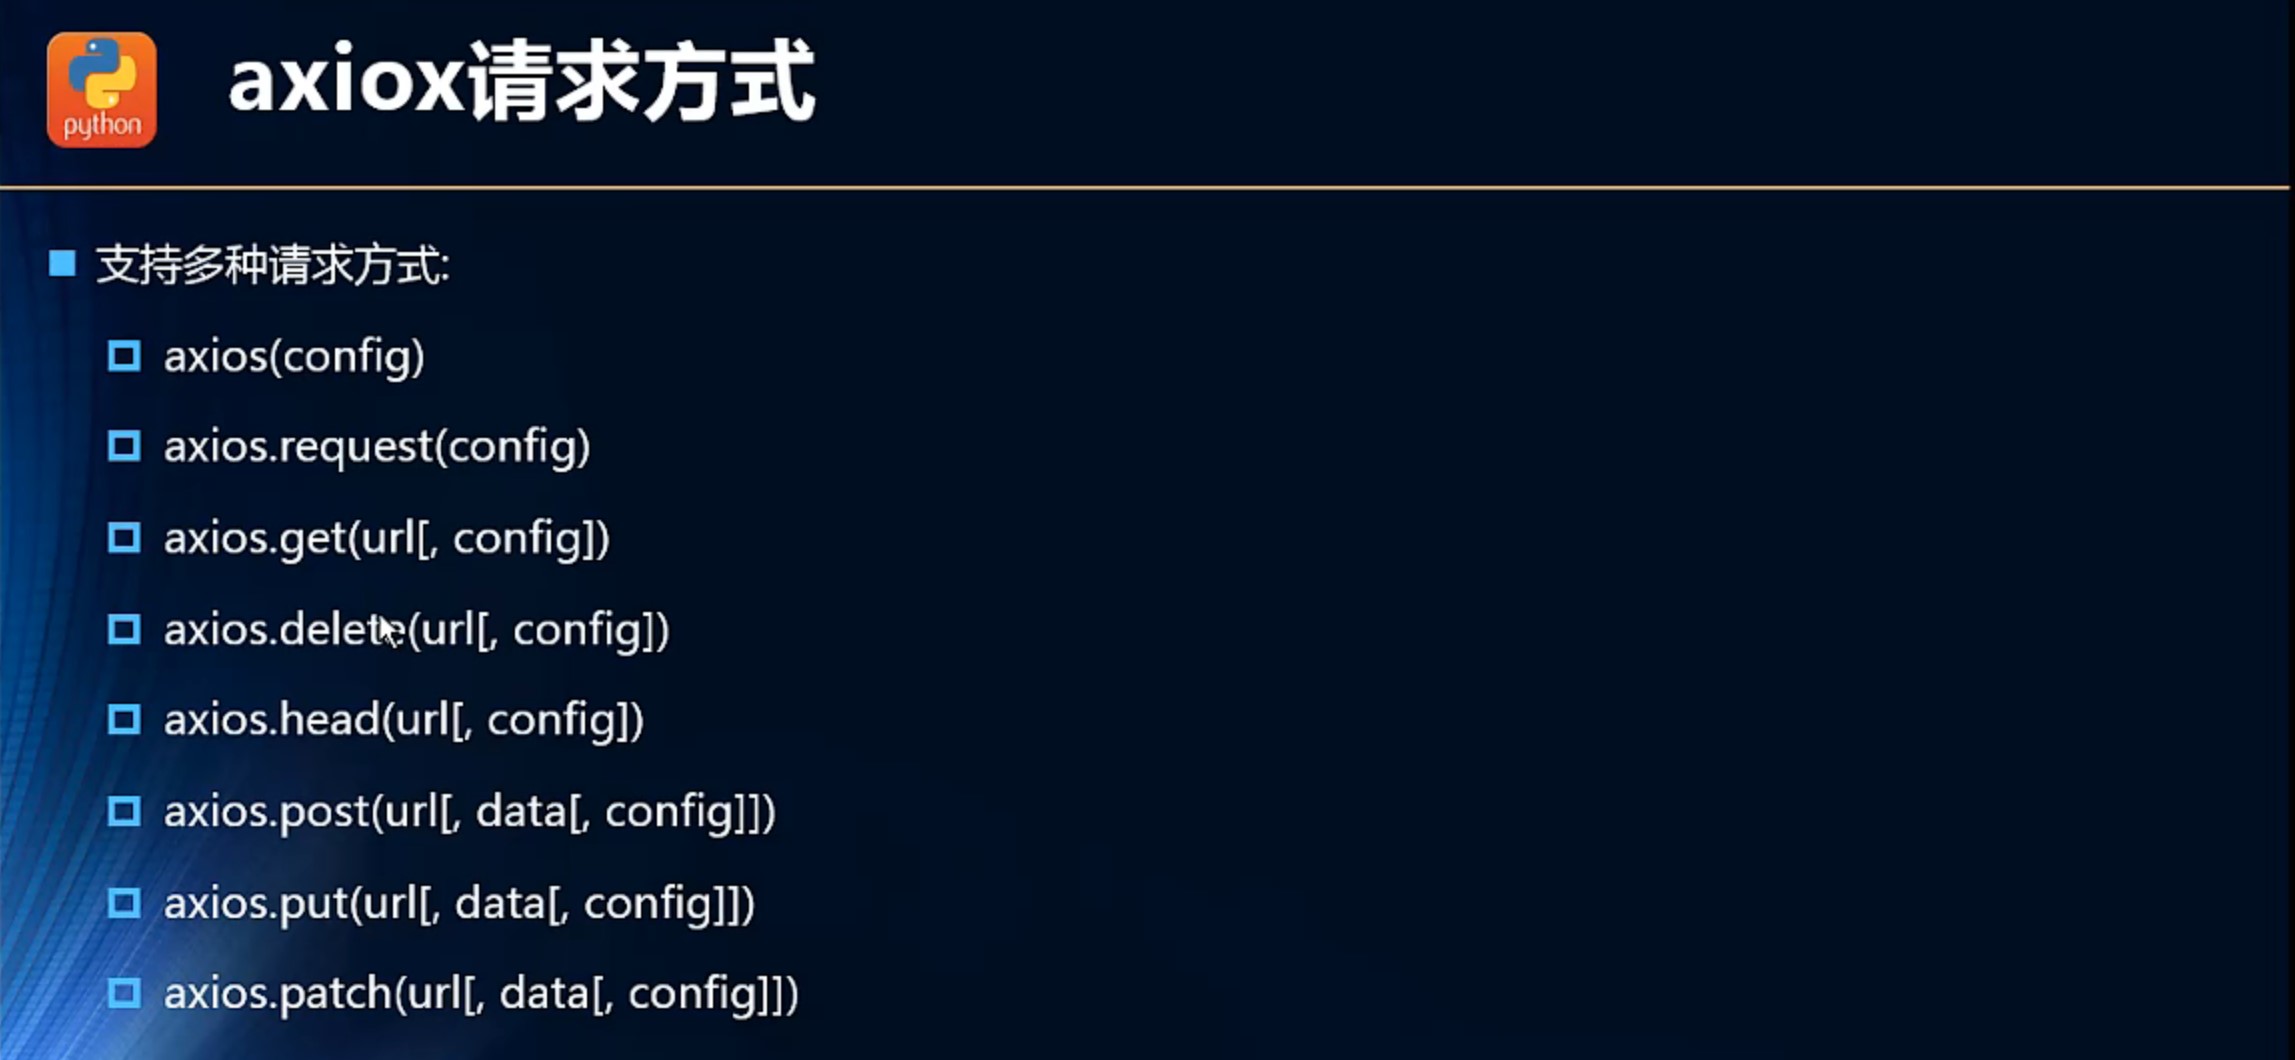 python
axiox请求方式
支持多种请求方式:
axios(config)
axios.request(config)
axios.get(url[, config])
axios.delete(url[, config])
axios.head(url[, config])
axios.post(url[, data[, config]])
axios.put(url[, data[, config]])
axios.patch(url[, data[, config]])